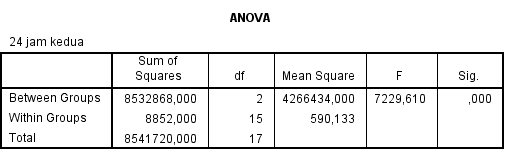 ANOVA
24 jam kedua
Sum of
Squares df Mean Square F Sig.
Between Groups 8532868,000 2 4266434,000 7229,610 ,000
Within Groups 8852,000 15 590,133
Total 8541720,000 17